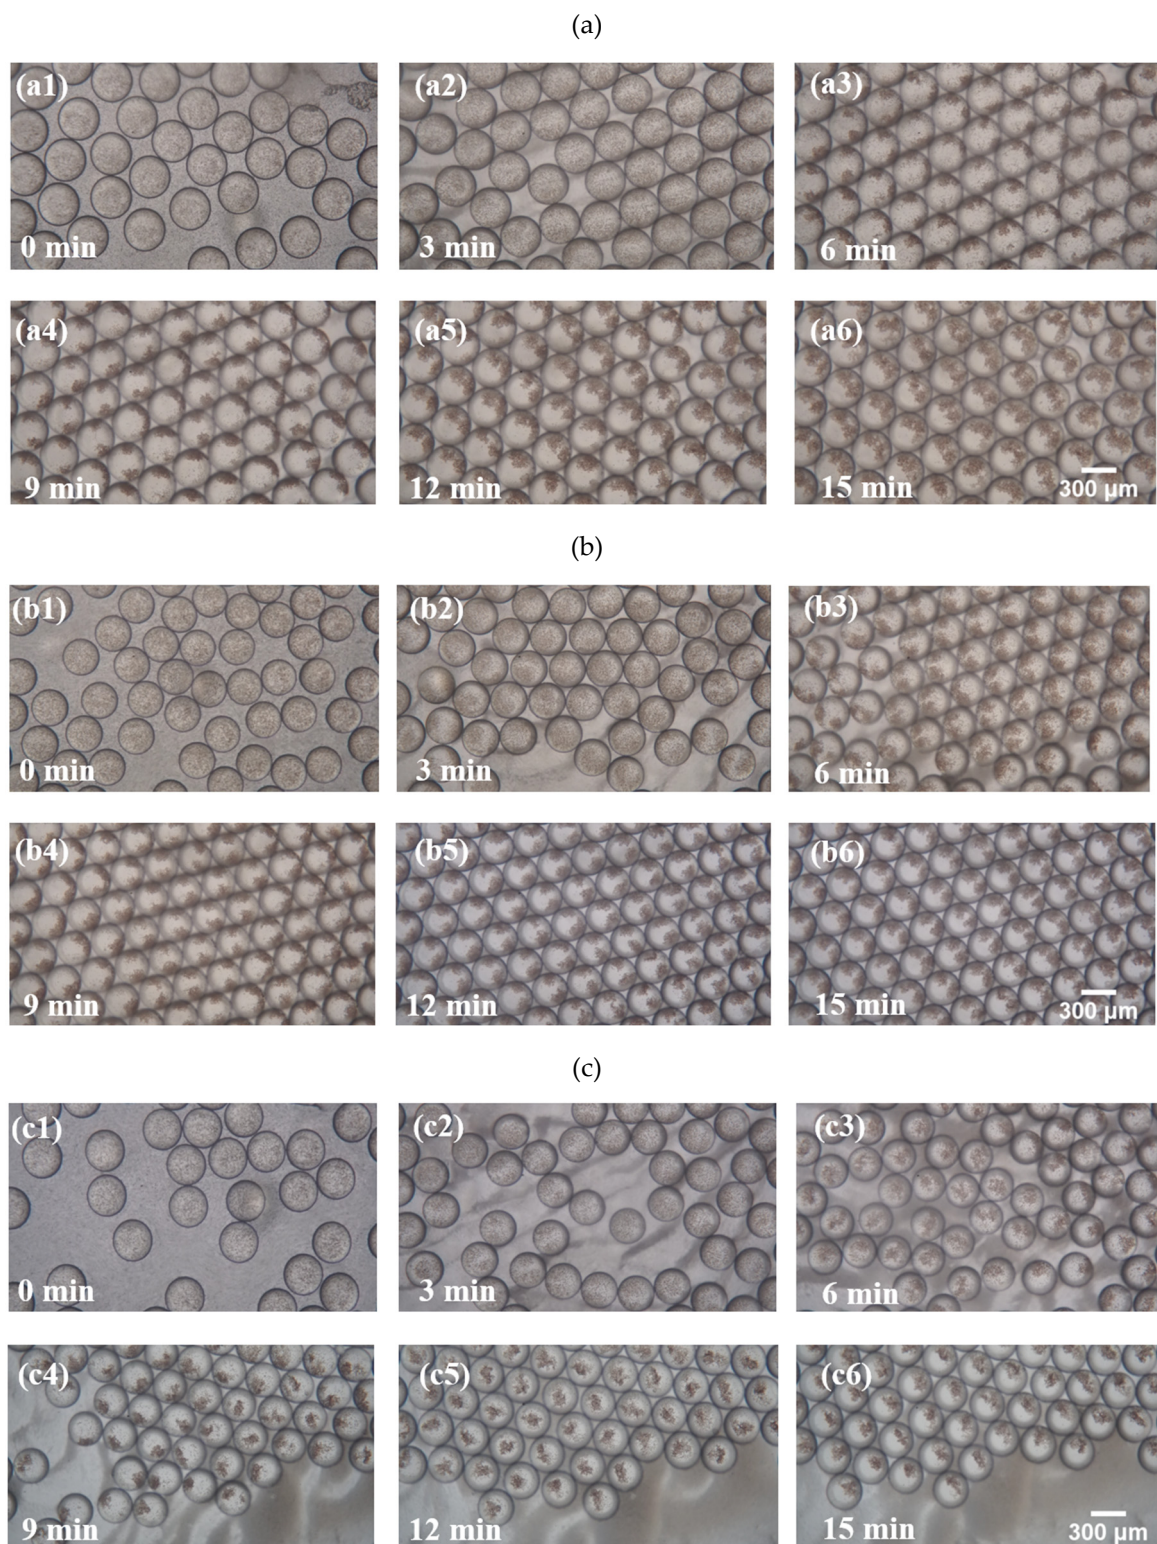 (a)
(a1)
(a2)
(a3)
0 min
3 min
6 min
(a4)
(a5)
(a6)
9 min
12 min
15 min
300 µm
(b)
(b1)
(b2)
(b3)
0 min
3 min
6 min
(b4)
(b5)
(b6)
9 min
12 min
15 min
300 µm
(c)
(c1)
(c2)
(c3)
0 min
3 min
6 min
(c4)
(c5)
(c6)
9 min
12 min
15 min
300 µm